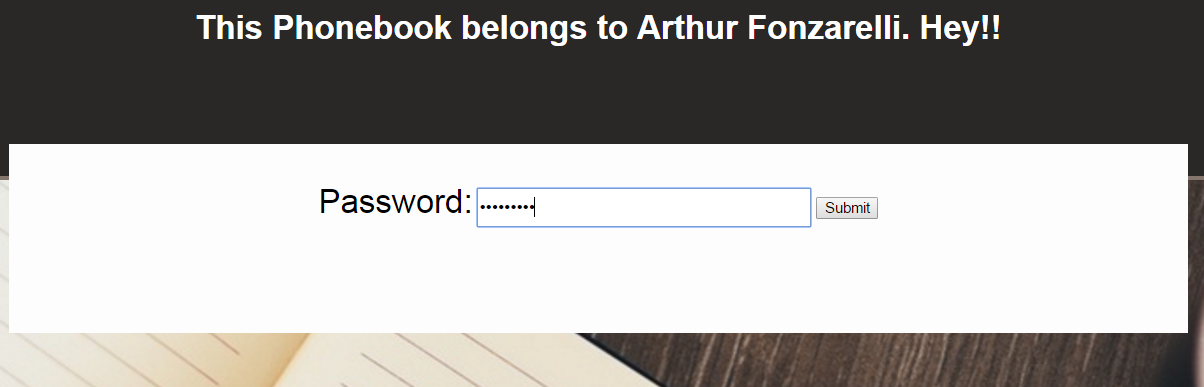 This Phonebook belongs to Arthur Fonzarelli. Hey!!
Password: ••••••••• Submit